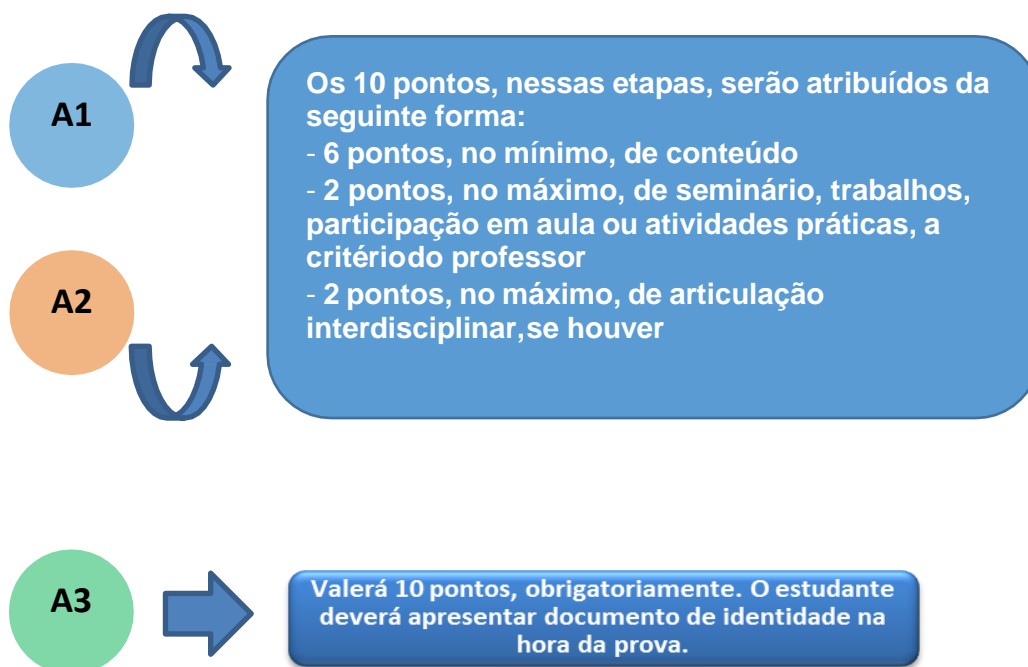 A1
Os 10 pontos, nessas etapas, serão atribuídos da
seguinte forma:
- 6 pontos, no mínimo, de conteúdo
- 2 pontos, no máximo, de seminário, trabalhos,
participação em aula ou atividades práticas, a
critériodo professor
- 2 pontos, no máximo, de articulação
interdisciplinar,se houver
A2
A3
Valerá 10 pontos, obrigatoriamente. O estudante
deverá apresentar documento de identidade na
hora da prova.